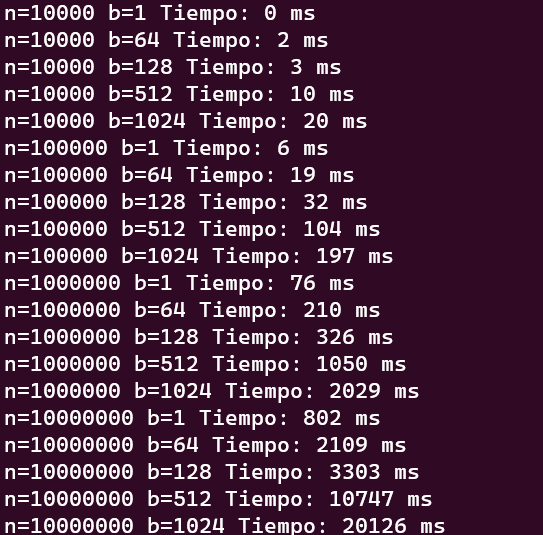 n=10000 b=1 Tiempo: 0 ms
n=10000 b=64 Tiempo: 2 ms
n=10000 b=128 Tiempo: 3 ms
n=10000 b=512 Tiempo: 10 ms
n=10000 b=1024 Tiempo: 20 ms
n=100000 b=1 Tiempo: 6 ms
n=100000 b=64 Tiempo: 19 ms
n=100000 b=128 Tiempo: 32 ms
n=100000 b=512 Tiempo: 104 ms
n=100000 b=1024 Tiempo: 197 ms
n=1000000 b=1 Tiempo: 76 ms
n=1000000 b=64 Tiempo: 210 ms
n=1000000 b=128 Tiempo: 326 ms
n=1000000 b=512 Tiempo: 1050 ms
n=1000000 b=1024 Tiempo: 2029 ms
n=10000000 b=1 Tiempo: 802 ms
n=10000000 b=64 Tiempo: 2109 ms
n=10000000 b=128 Tiempo: 3303 ms
n=10000000 b=512 Tiempo: 10747 ms
n=10000000 b=1024 Tiempo: 20126 ms